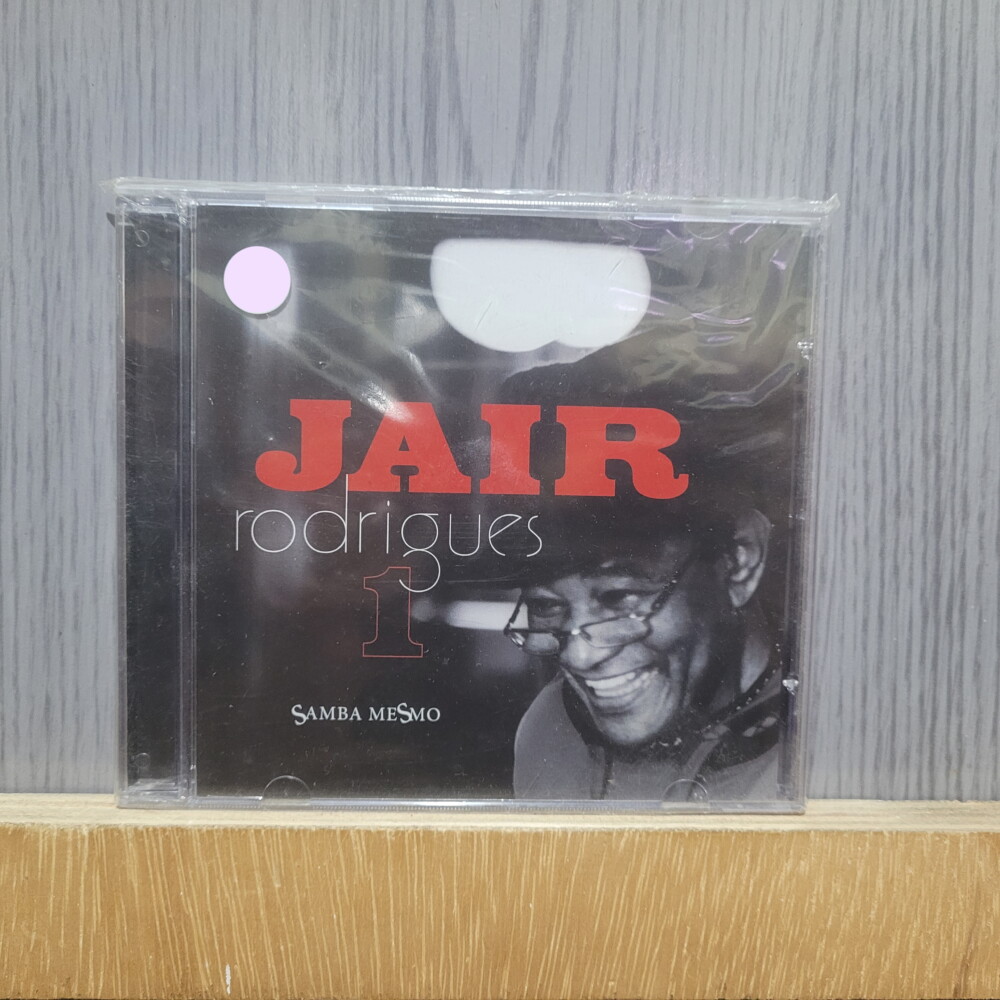 JAIR
rodrigues
1
SAMBA MESMO